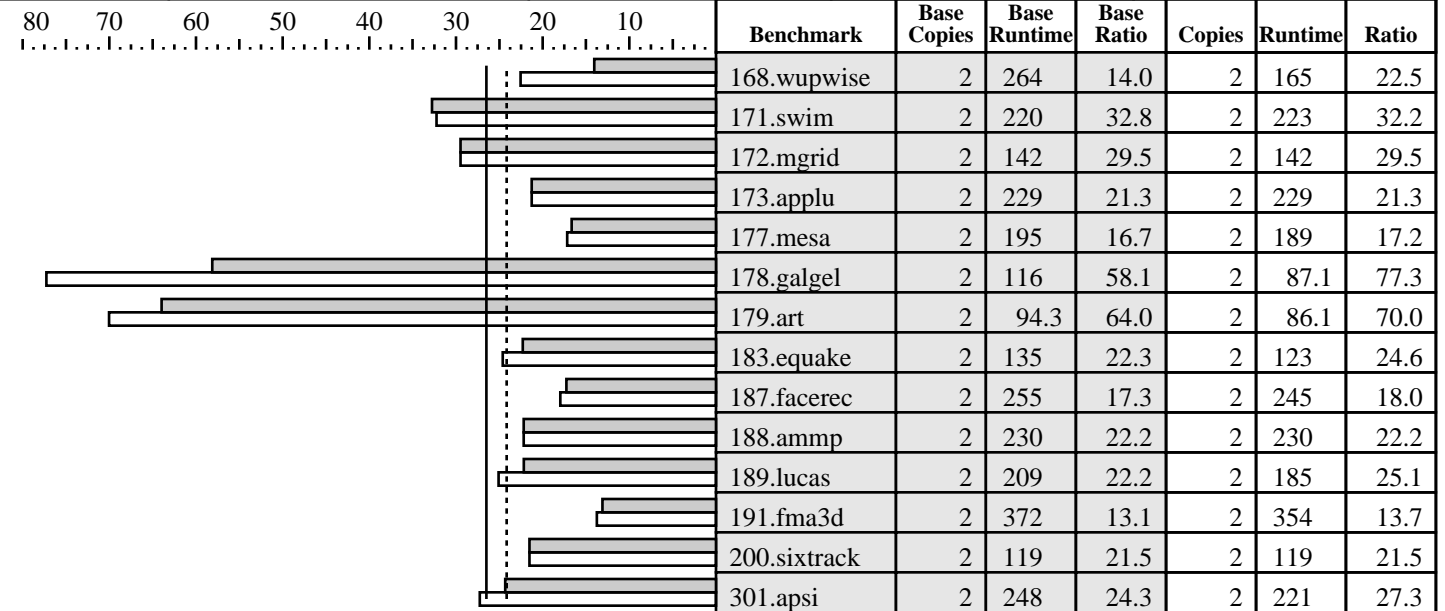 80 70 60 50 40 30 20 10
Benchmark Base Copies Base Runtime Base Ratio Copies Runtime Ratio
168.wupwise 2 264 14.0 2 165 22.5
171.swim 2 220 32.8 2 223 32.2
172.mgrid 2 142 29.5 2 142 29.5
173.applu 2 229 21.3 2 229 21.3
177.mesa 2 195 16.7 2 189 17.2
178.galgel 2 116 58.1 2 87.1 77.3
179.art 2 94.3 64.0 2 86.1 70.0
183.equake 2 135 22.3 2 123 24.6
187.facerec 2 255 17.3 2 245 18.0
188.ammp 2 230 22.2 2 230 22.2
189.lucas 2 209 22.2 2 185 25.1
191.fma3d 2 372 13.1 2 354 13.7
200.sixtrack 2 119 21.5 2 119 21.5
301.apsi 2 248 24.3 2 221 27.3